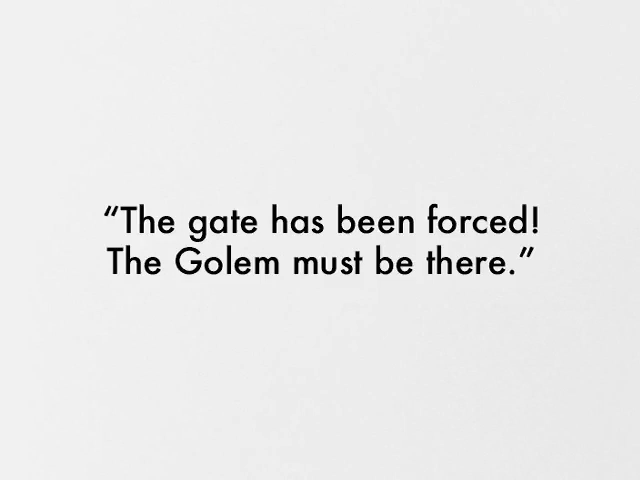 “The gate has been forced!
The Golem must be there.”